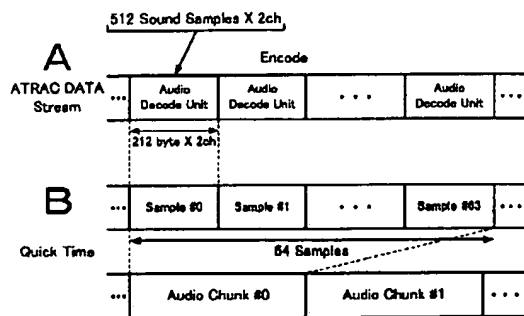 512 Sound Samples X 2ch
A
Encode
ATRAC DATA
Stream
... Audio Decode Unit Audio Decode Unit ... Audio Decode Unit ...
212 byte X 2ch
B
... Sample #0 Sample #1 ... Sample #63 ...
Quick Time
64 Samples
... Audio Chunk #0 Audio Chunk #1 ...